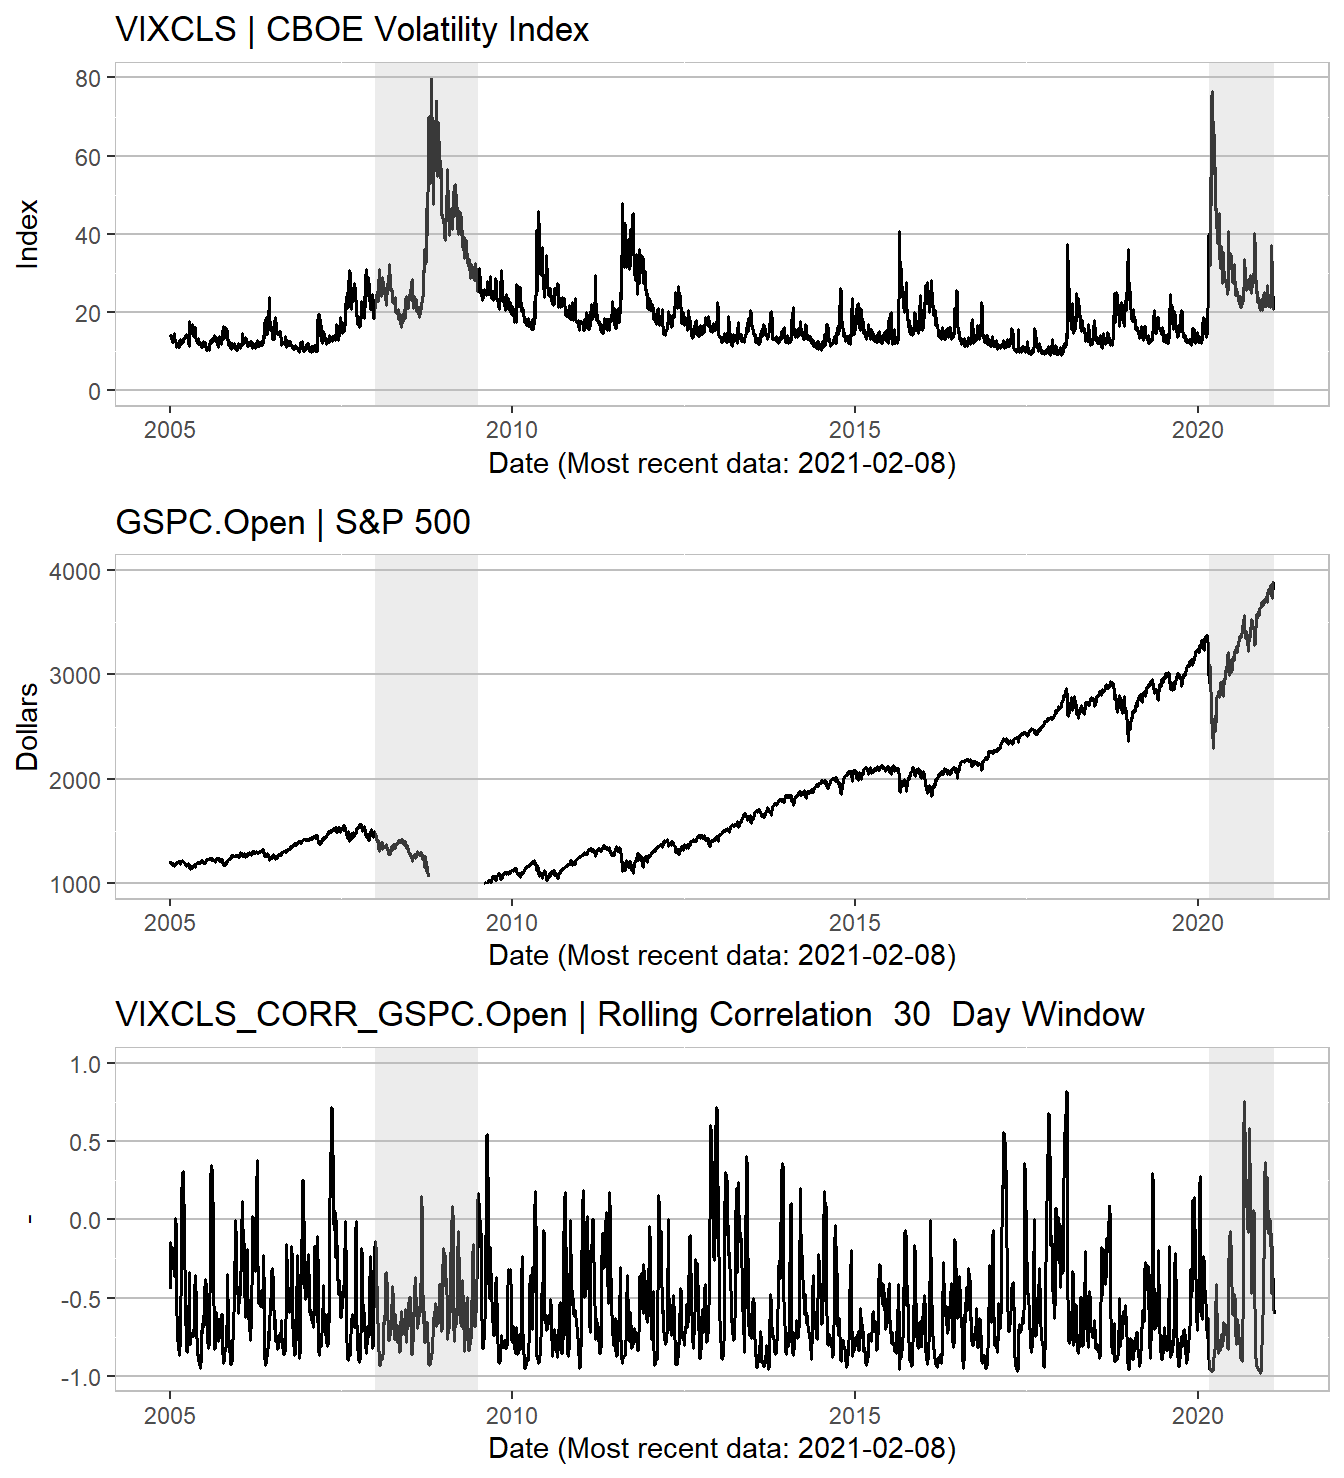 VIXCLS | CBOE Volatility Index
80
60
40
20
0
Index
2005 2010 2015 2020
Date (Most recent data: 2021-02-08)
GSPC.Open | S&P 500
4000
3000
2000
1000
Dollars
2005 2010 2015 2020
Date (Most recent data: 2021-02-08)
VIXCLS_CORR_GSPC.Open | Rolling Correlation  30  Day Window
1.0
0.5
0.0
-0.5
-1.0
-
2005 2010 2015 2020
Date (Most recent data: 2021-02-08)